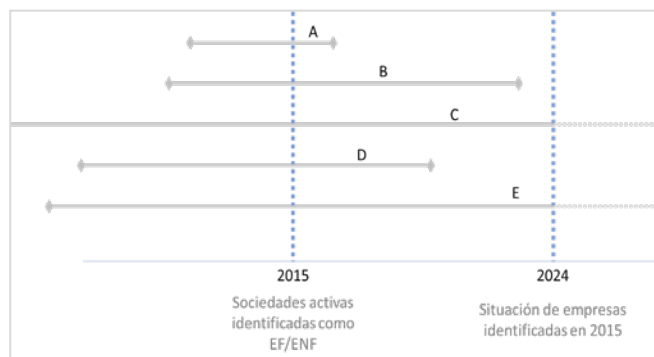 A
B
C
D
E
2015
2024
Sociedades activas
identificadas como
EF/ENF
Situación de empresas
identificadas en 2015